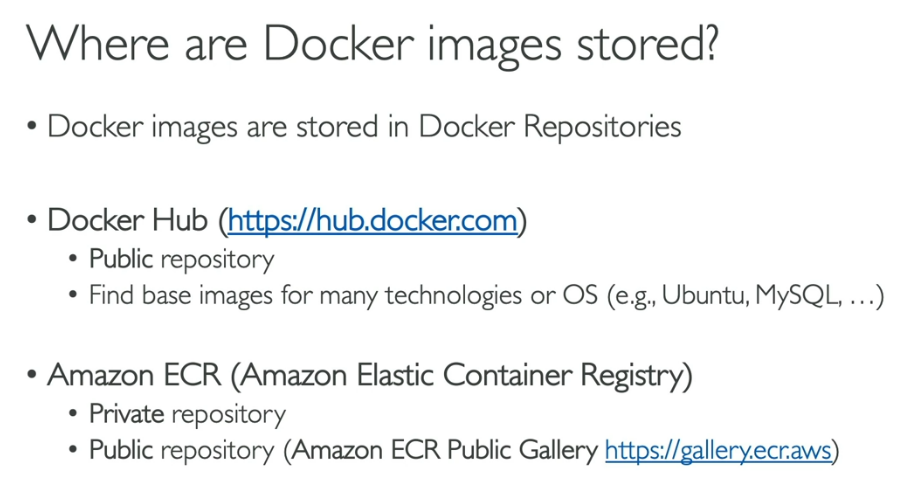 Where are Docker images stored?
• Docker images are stored in Docker Repositories
• Docker Hub (https://hub.docker.com)
• Public repository
• Find base images for many technologies or OS (e.g., Ubuntu, MySQL, …)
• Amazon ECR (Amazon Elastic Container Registry)
• Private repository
• Public repository (Amazon ECR Public Gallery https://gallery.ecr.aws)